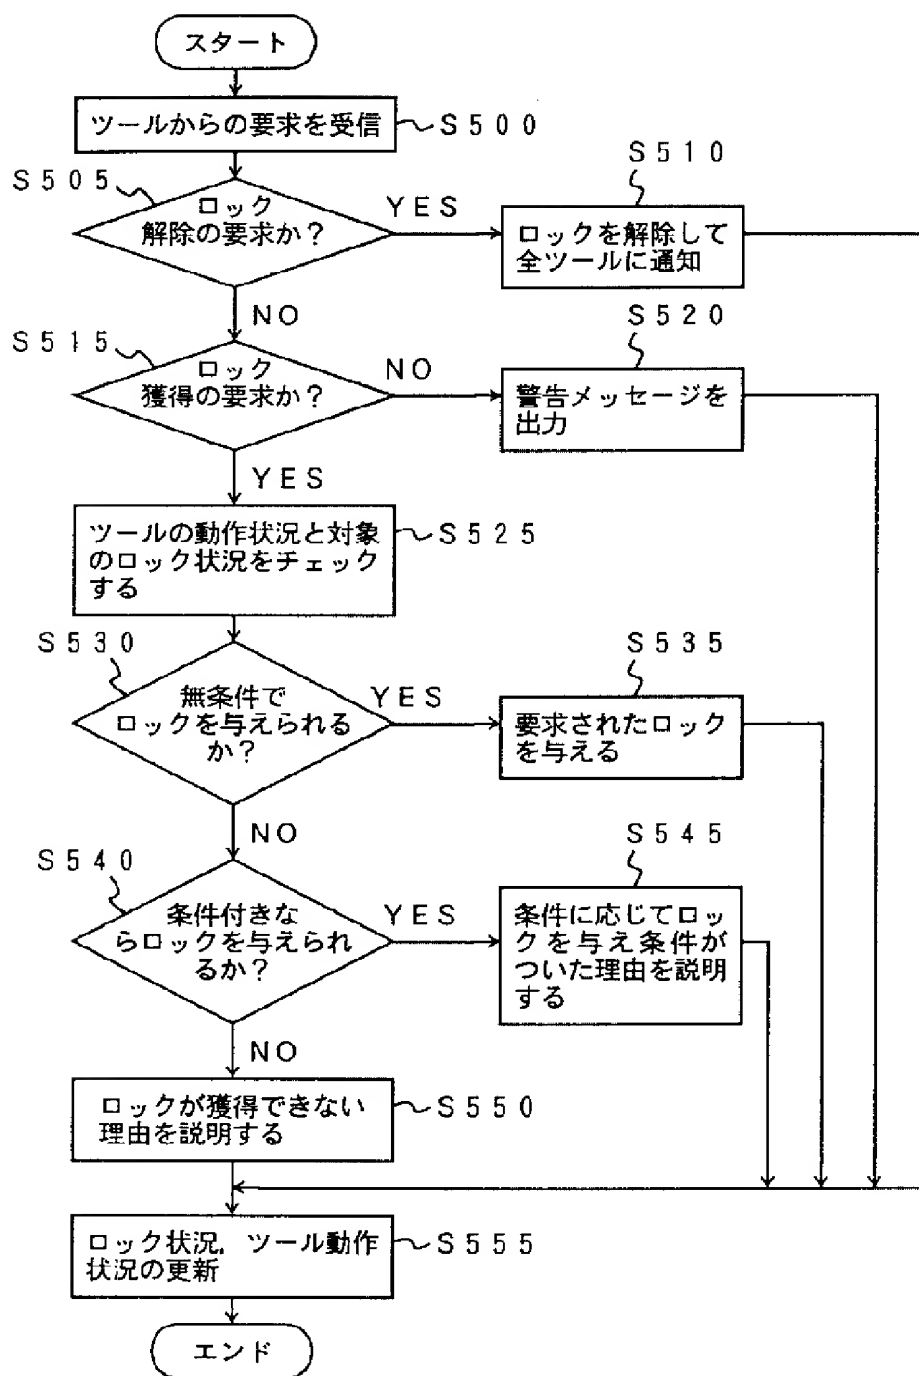 スタート
ツールからの要求を受信
S500
S505
ロック
解除の要求か？
YES
S510
ロックを解除して
全ツールに通知
NO
S515
ロック
獲得の要求か？
NO
S520
警告メッセージを
出力
YES
ツールの動作状況と対象
のロック状況をチェック
する
S525
S530
無条件で
ロックを与えられる
か？
YES
S535
要求されたロック
を与える
NO
S540
条件付きな
らロックを与えられ
るか？
YES
S545
条件に応じてロッ
クを与え条件が
ついた理由を説明
する
NO
ロックが獲得できない
理由を説明する
S550
ロック状況．ツール動作
状況の更新
S555
エンド